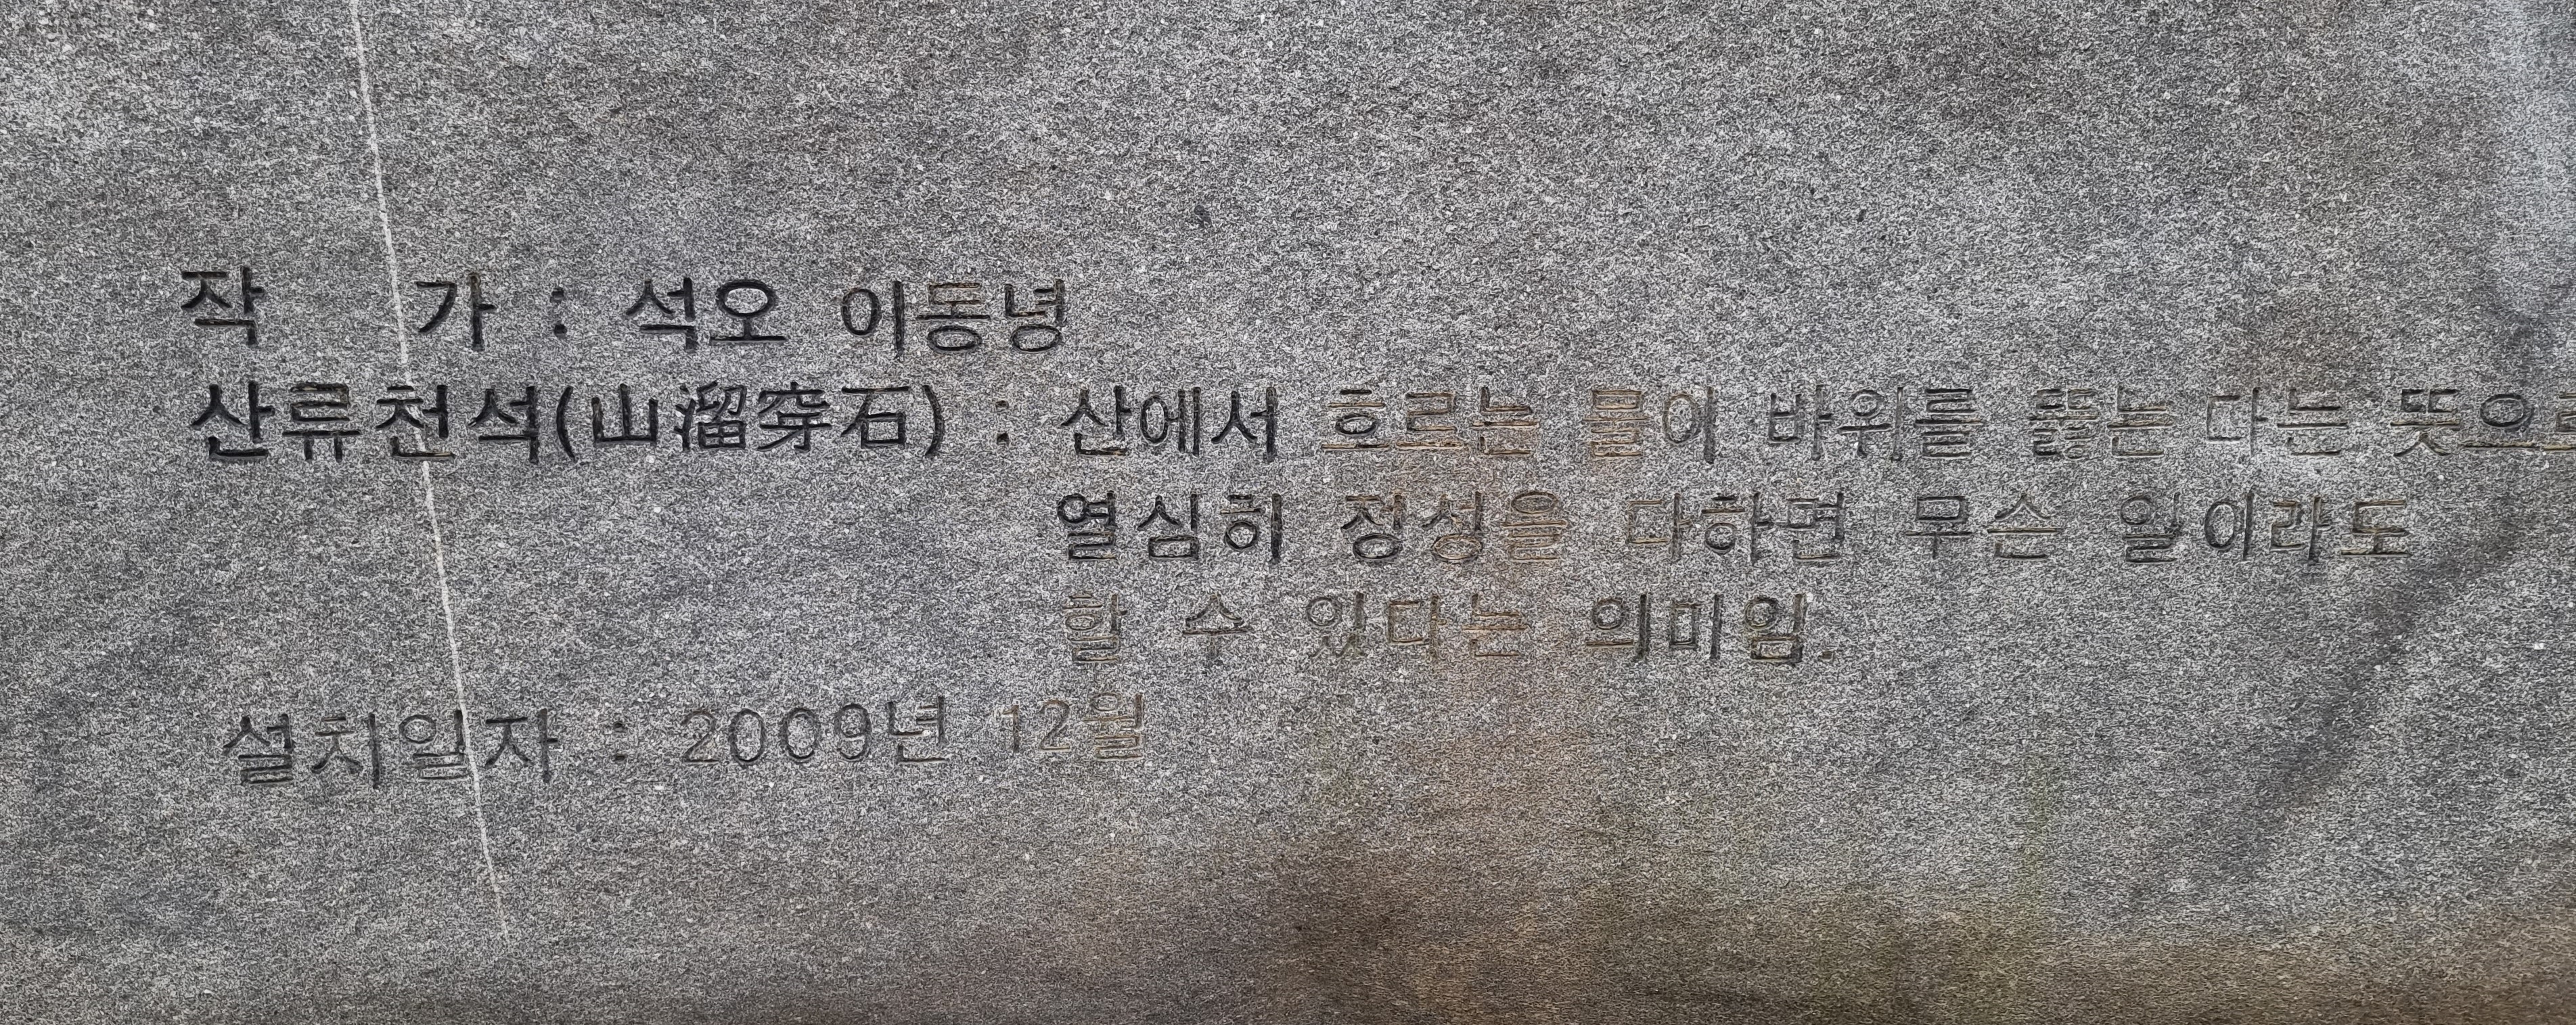 작 가 : 석오 이동녕
산류천석(山溜穿石) : 산에서 흐르는 물이 바위를 뚫는 다는 뜻으로
열심히 정성을 다하면 무슨 일이라도
할 수 있다는 의미임.
설치일자 : 2009년 12월